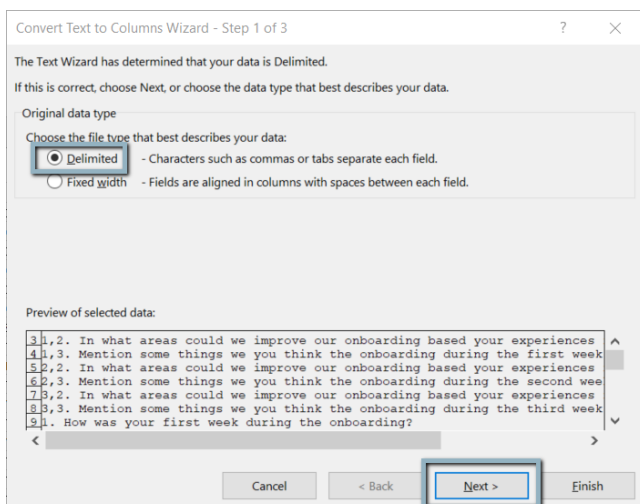 Convert Text to Columns Wizard - Step 1 of 3 ?
The Text Wizard has determined that your data is Delimited.
If this is correct, choose Next, or choose the data type that best describes your data.
Original data type
Choose the file type that best describes your data:
Delimited - Characters such as commas or tabs separate each field.
Fixed width - Fields are aligned in columns with spaces between each field.
Preview of selected data:
3 1,2. In what areas could we improve our onboarding based your experiences
4 1,3. Mention some things we you think the onboarding during the first week
5 2,2. In what areas could we improve our onboarding based your experiences
6 2,3. Mention some things we you think the onboarding during the second wee
7 3,2. In what areas could we improve our onboarding based your experiences
8 3,3. Mention some things we you think the onboarding during the third week
9 1. How was your first week during the onboarding?
Cancel < Back Next > Finish